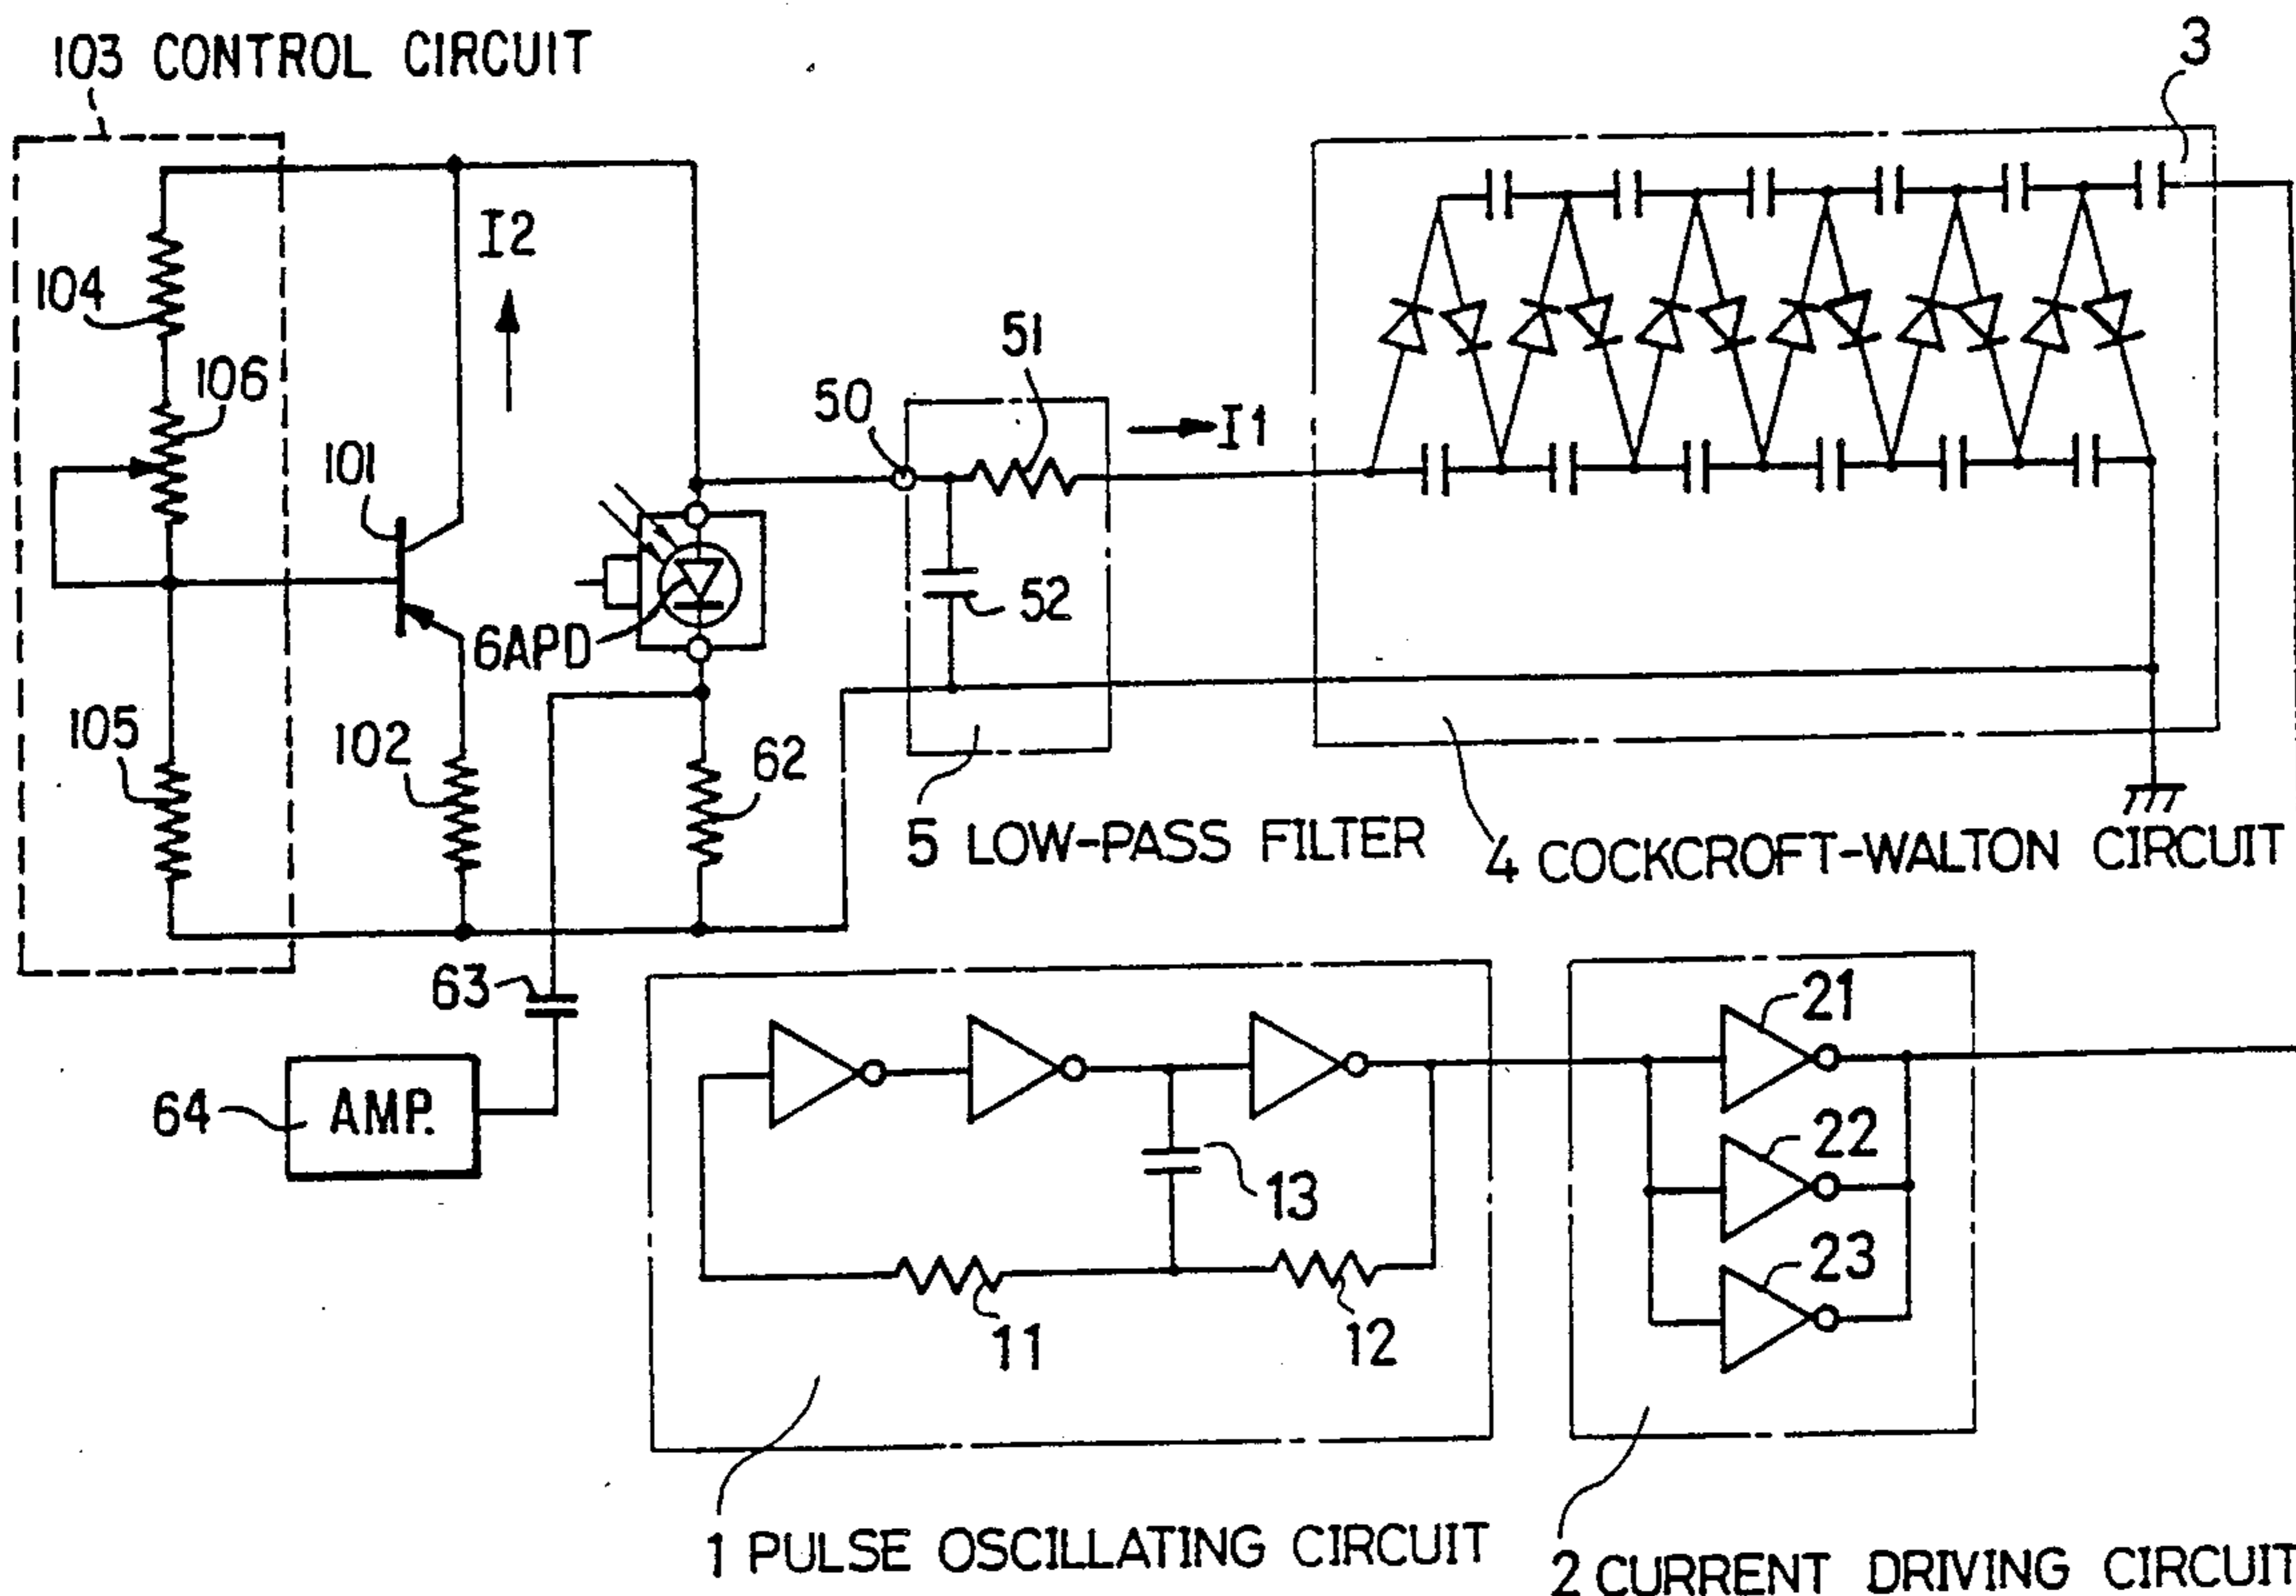 103 CONTROL CIRCUIT
3
I2
104
106
51
50
I1
101
52
6APD
105
102
62
5 LOW-PASS FILTER
4 COCKCROFT-WALTON CIRCUIT
63
21
64
AMP.
22
13
23
11
12
1 PULSE OSCILLATING CIRCUIT
2 CURRENT DRIVING CIRCUIT